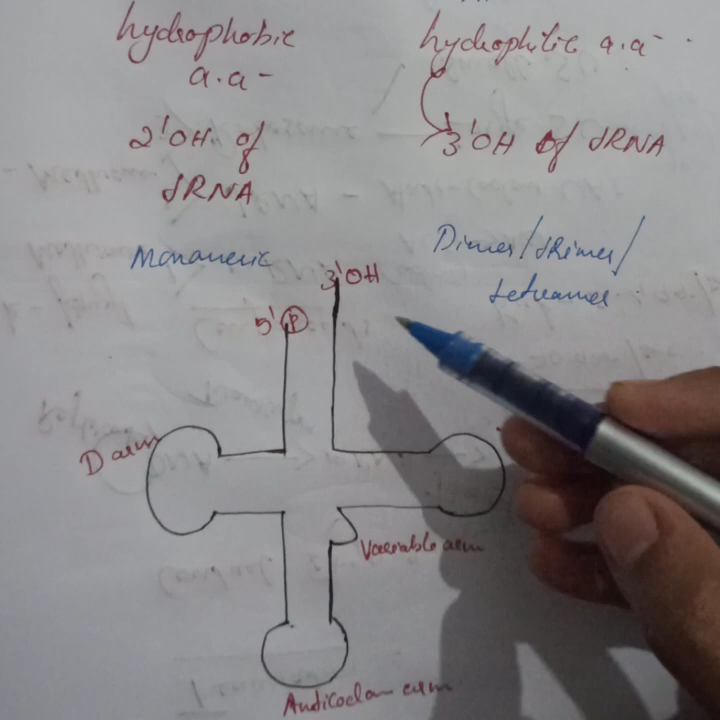 hydrophobic
a.a -
2'OH of
tRNA
Monomeric
hydrophilic a.a -
3'OH of tRNA
Dimer/trimer/
tetramer
3'OH
5' P
D arm
Variable arm
Anticodon arm